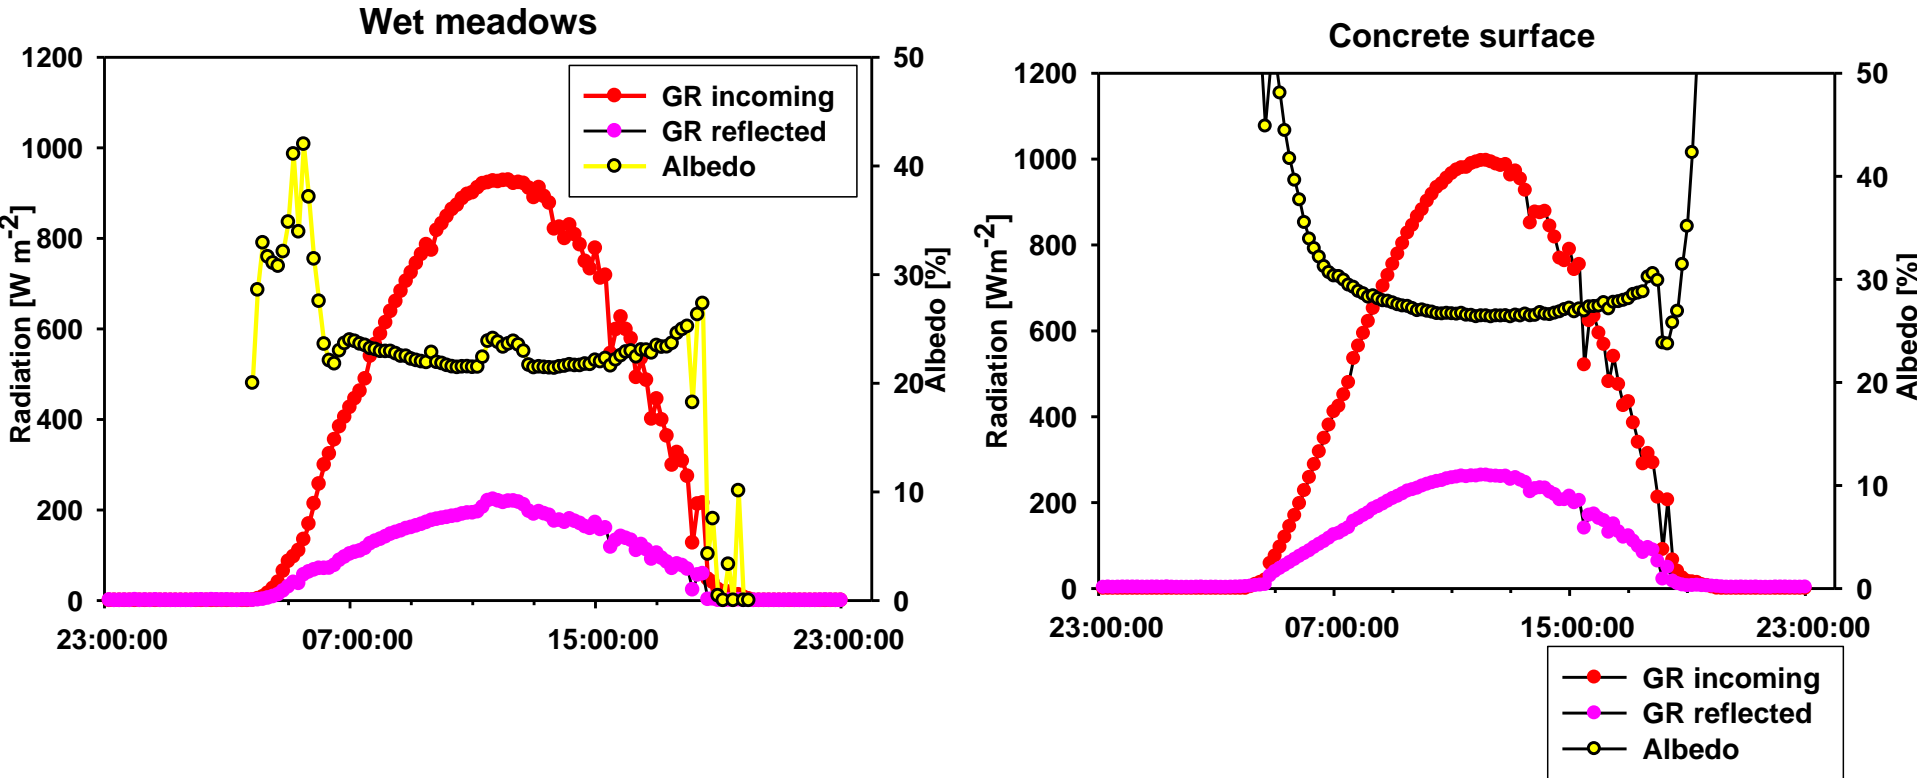 Wet meadows
1200
1000
800
600
400
200
0
Radiation [W m-2]
50
40
30
20
10
0
Albedo [%]
GR incoming
GR reflected
Albedo
23:00:00 07:00:00 15:00:00 23:00:00
Concrete surface
1200
1000
800
600
400
200
0
Radiation [Wm-2]
50
40
30
20
10
0
Albedo [%]
23:00:00 07:00:00 15:00:00 23:00:00
GR incoming
GR reflected
Albedo